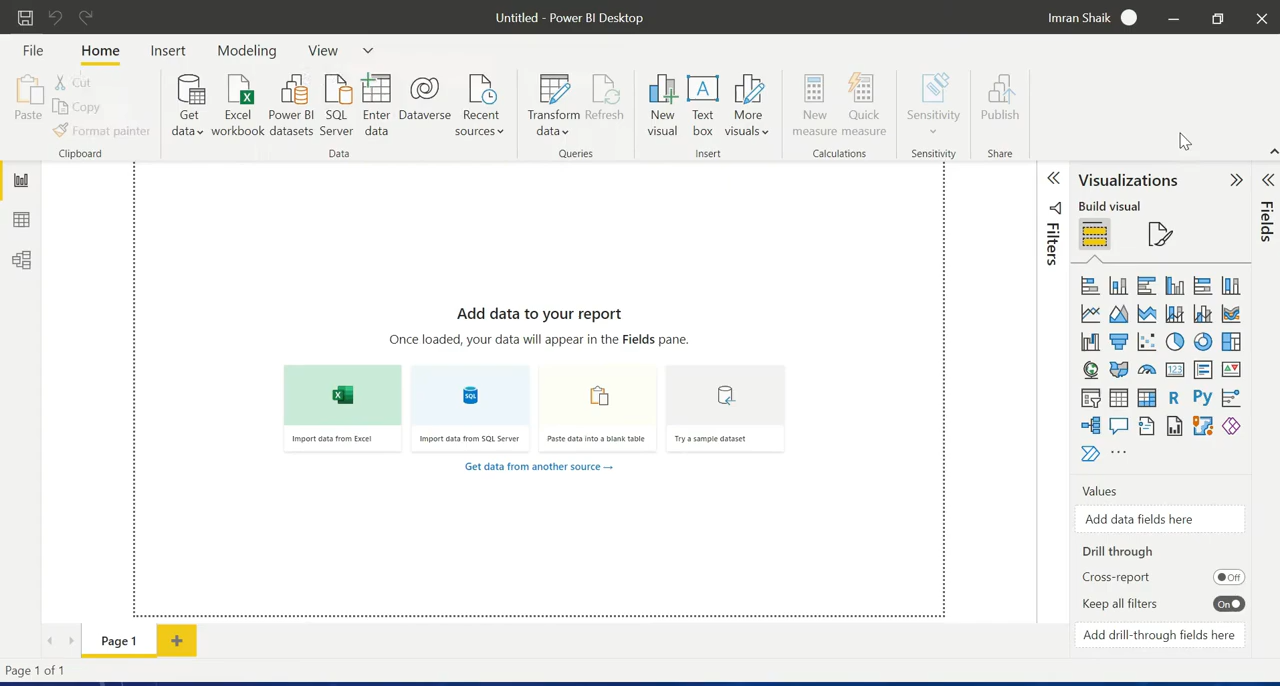 Untitled - Power BI Desktop
Imran Shaik
File Home Insert Modeling View
Paste
Cut
Copy
Format painter
Get data
Excel workbook
PowerBI datasets
SQL Server
Enter data
Dataverse
Recent sources
Transform data
Refresh
New visual
Text box
More visuals
New measure
Quick measure
Sensitivity
Publish
Clipboard
Data
Queries
Insert
Calculations
Sensitivity
Share
Add data to your report
Once loaded, your data will appear in the Fields pane.
SQL
Import data from Excel
Import data from SQL Server
Paste data into a blank table
Try a sample dataset
Get data from another source →
Filters
Visualizations
Build visual
123
R
Py
Values
Add data fields here
Drill through
Cross-report
Off
Keep all filters
On
Add drill-through fields here
Fields
Page 1
Page 1 of 1